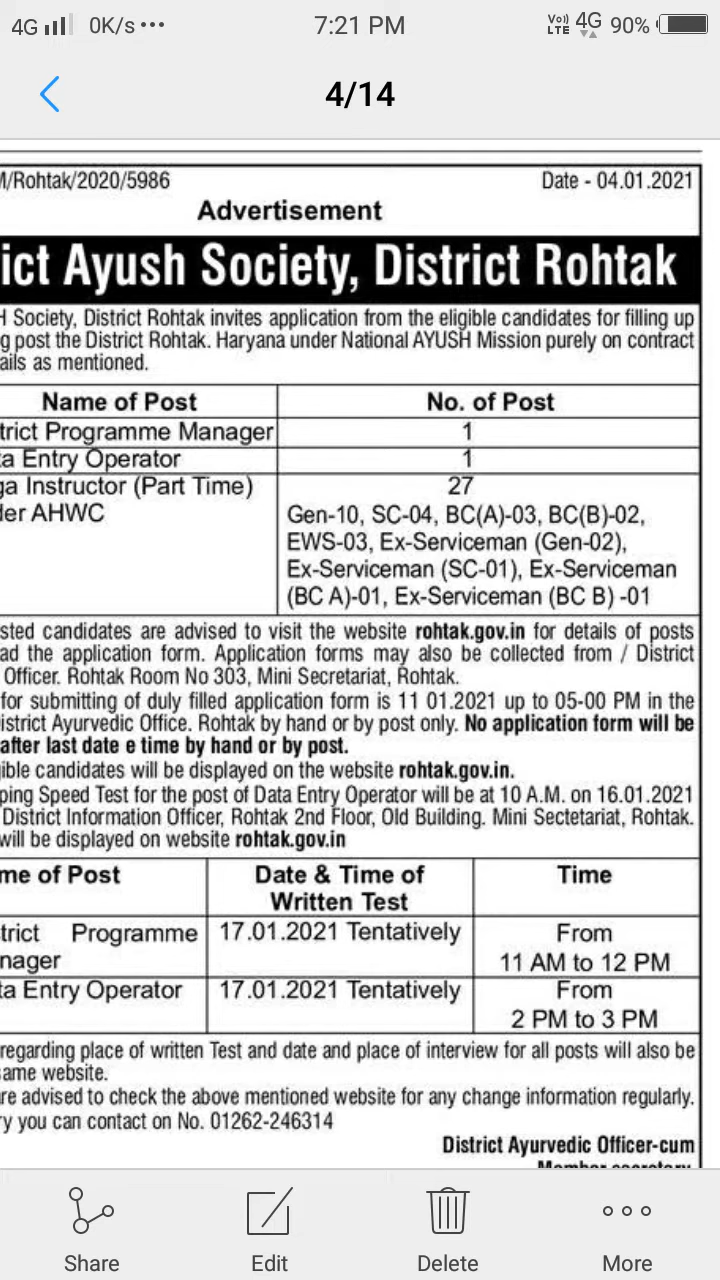 4G 0K/s ••• 7:21 PM Vo)) LTE 4G 90%
4/14
M/Rohtak/2020/5986 Date - 04.01.2021
Advertisement
ict Ayush Society, District Rohtak
H Society, District Rohtak invites application from the eligible candidates for filling up
g post the District Rohtak. Haryana under National AYUSH Mission purely on contract
ails as mentioned.
Name of Post No. of Post
trict Programme Manager 1
ta Entry Operator 1
ga Instructor (Part Time) 27
der AHWC Gen-10, SC-04, BC(A)-03, BC(B)-02,
EWS-03, Ex-Serviceman (Gen-02),
Ex-Serviceman (SC-01), Ex-Serviceman
(BC A)-01, Ex-Serviceman (BC B) -01
sted candidates are advised to visit the website rohtak.gov.in for details of posts
ad the application form. Application forms may also be collected from / District
Officer. Rohtak Room No 303, Mini Secretariat, Rohtak.
for submitting of duly filled application form is 11 01.2021 up to 05-00 PM in the
istrict Ayurvedic Office. Rohtak by hand or by post only. No application form will be
after last date e time by hand or by post.
ible candidates will be displayed on the website rohtak.gov.in.
ping Speed Test for the post of Data Entry Operator will be at 10 A.M. on 16.01.2021
District Information Officer, Rohtak 2nd Floor, Old Building. Mini Sectetariat, Rohtak.
will be displayed on website rohtak.gov.in
me of Post Date & Time of Time
Written Test
trict Programme 17.01.2021 Tentatively From
nager 11 AM to 12 PM
ta Entry Operator 17.01.2021 Tentatively From
2 PM to 3 PM
regarding place of written Test and date and place of interview for all posts will also be
same website.
re advised to check the above mentioned website for any change information regularly.
ry you can contact on No. 01262-246314
District Ayurvedic Officer-cum
Member secretary
Share Edit Delete More